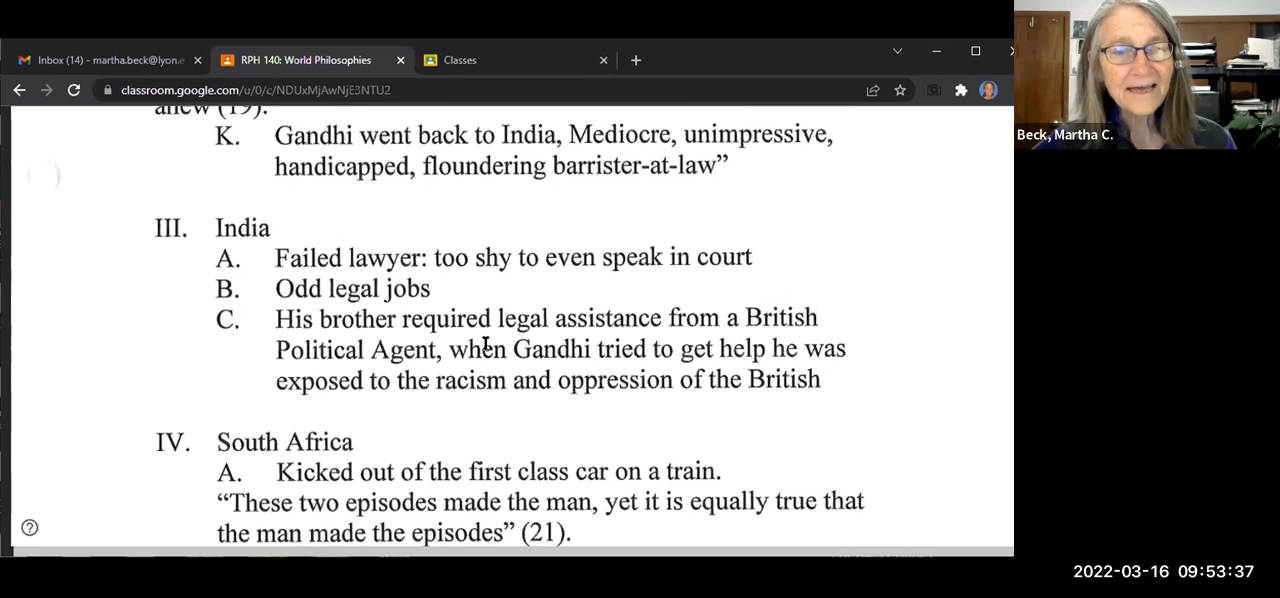 Inbox (14) - martha.beck@lyon.e
RPH 140: World Philosophies
Classes
classroom.google.com/u/0/c/NDUxMjAwNjE3NTU2
Beck, Martha C.
anew (19).
K. Gandhi went back to India, Mediocre, unimpressive,
handicapped, floundering barrister-at-law”
III. India
A. Failed lawyer: too shy to even speak in court
B. Odd legal jobs
C. His brother required legal assistance from a British
Political Agent, when Gandhi tried to get help he was
exposed to the racism and oppression of the British
IV. South Africa
A. Kicked out of the first class car on a train.
“These two episodes made the man, yet it is equally true that
the man made the episodes” (21).
2022-03-16 09:53:37